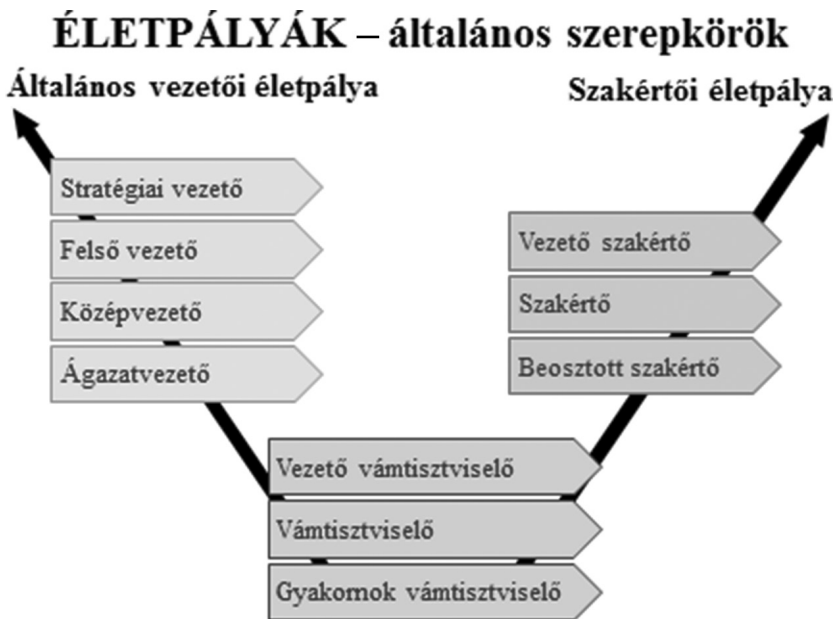 ÉLETPÁLYÁK – általános szerepkörök
Általános vezetői életpálya
Szakértői életpálya
Stratégiai vezető
Felső vezető
Középvezető
Ágazatvezető
Vezető szakértő
Szakértő
Beosztott szakértő
Vezető vámtisztviselő
Vámtisztviselő
Gyakornok vámtisztviselő